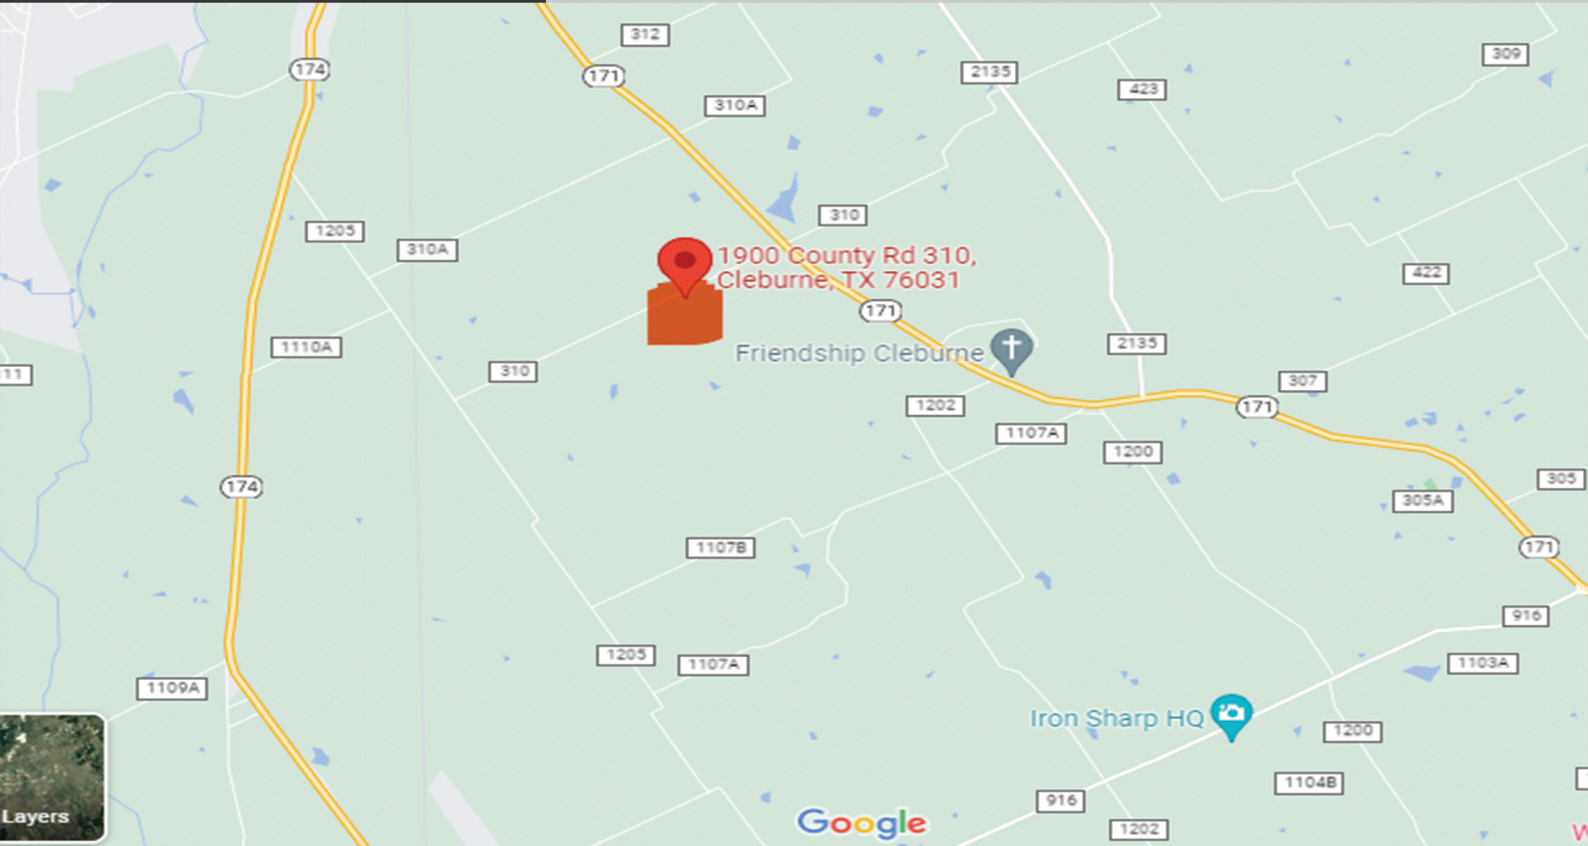 312
309
174
171
2135
423
310A
310
1205
310A
1900 County Rd 310,
Cleburne, TX 76031
422
171
1110A
Friendship Cleburne
2135
11
310
307
1202
171
1107A
1200
174
305
305A
1107B
171
916
1205
1107A
1103A
1109A
Iron Sharp HQ
1200
1104B
916
Layers
Google
1202